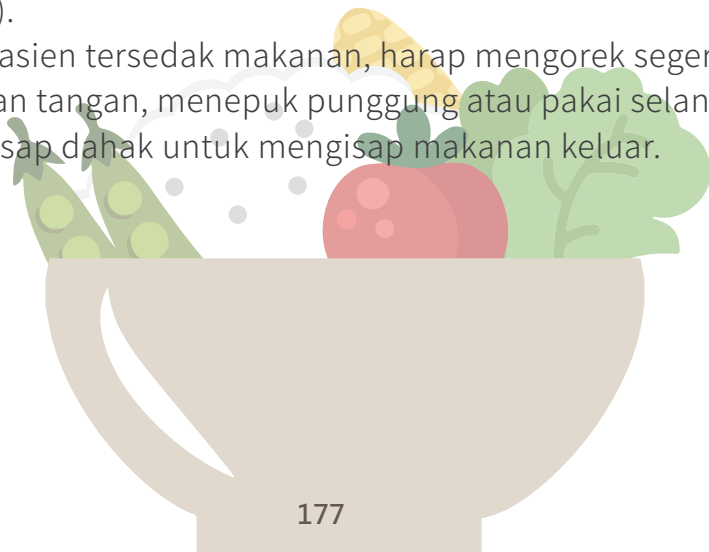 ).
asien tersedak makanan, harap mengorek seger
an tangan, menepuk punggung atau pakai selan
sap dahak untuk mengisap makanan keluar.
177